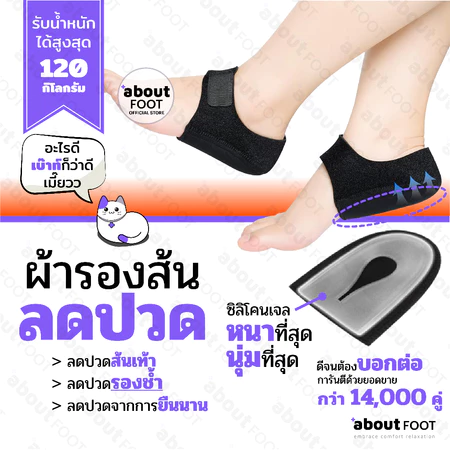 รับน้ำหนัก
ได้สูงสุด
120
กิโลกรัม
about
FOOT
OFFICIAL STORE
อะไรดี
เบ๊าท์ก็ว่าดี
เมี๊ยวว
ผ้ารองส้น
ลดปวด
> ลดปวดส้นเท้า
> ลดปวดรองช้ำ
> ลดปวดจากการยืนนาน
ซิลิโคนเจล
หนาที่สุด
นุ่มที่สุด
ดีจนต้องบอกต่อ
การันตีด้วยยอดขาย
กว่า 14,000 คู่
about FOOT
embrace comfort relaxation